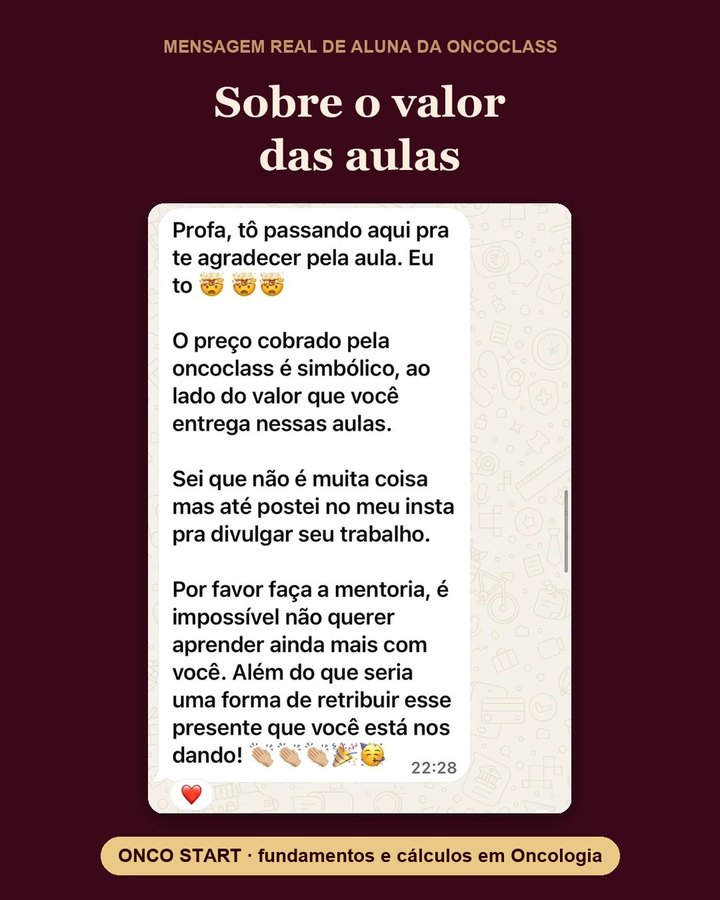 MENSAGEM REAL DE ALUNA DA ONCOCLASS
Sobre o valor
das aulas
Profa, tô passando aqui pra
te agradecer pela aula. Eu
to 🤯 🤯🤯
O preço cobrado pela
oncoclass é simbólico, ao
lado do valor que você
entrega nessas aulas.
Sei que não é muita coisa
mas até postei no meu insta
pra divulgar seu trabalho.
Por favor faça a mentoria, é
impossível não querer
aprender ainda mais com
você. Além do que seria
uma forma de retribuir esse
presente que você está nos
dando! 👏🏼👏🏼👏🏼🎉🥳
22:28
❤️
ONCO START · fundamentos e cálculos em Oncologia